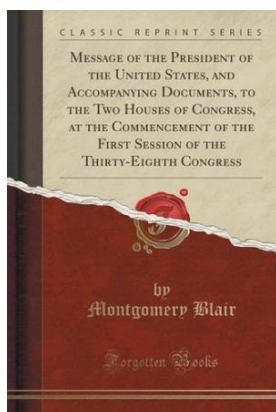 CLASSIC REPRINT SERIES
MESSAGE OF THE PRESIDENT OF
THE UNITED STATES, AND
ACCOMPANYING DOCUMENTS, TO
THE TWO HOUSES OF CONGRESS,
AT THE COMMENCEMENT OF THE
FIRST SESSION OF THE
THIRTY-EIGHTH CONGRESS
by
Montgomery Blair
Forgotten Books